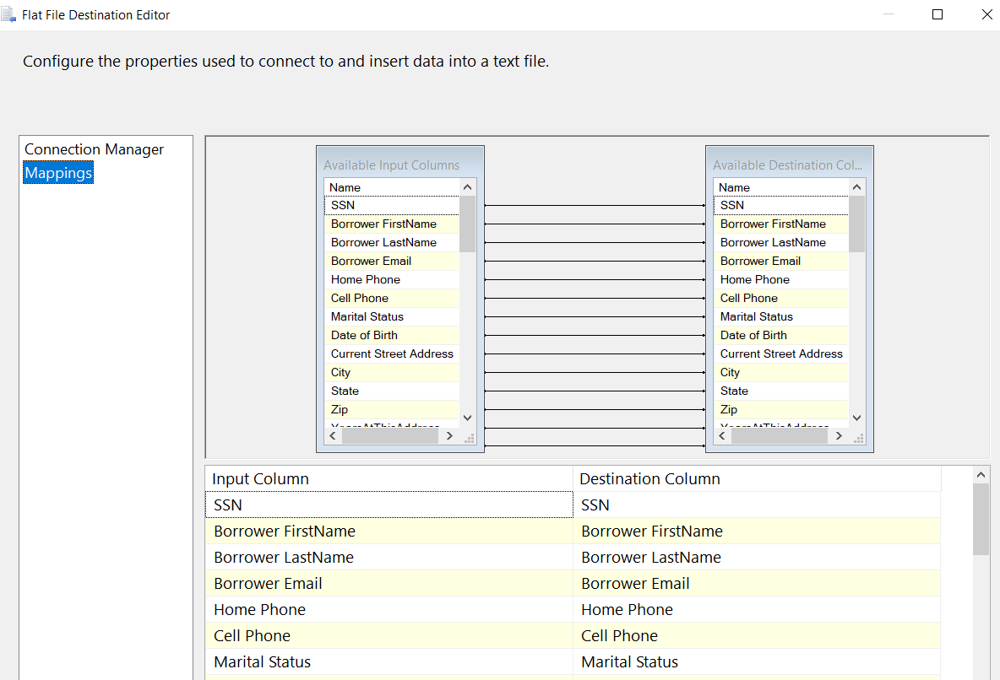 Flat File Destination Editor
Configure the properties used to connect to and insert data into a text file.
Connection Manager
Mappings
Available Input Columns
Name
SSN
Borrower FirstName
Borrower LastName
Borrower Email
Home Phone
Cell Phone
Marital Status
Date of Birth
Current Street Address
City
State
Zip
YearsAtThisAddress
Available Destination Col...
Name
SSN
Borrower FirstName
Borrower LastName
Borrower Email
Home Phone
Cell Phone
Marital Status
Date of Birth
Current Street Address
City
State
Zip
YearsAtThisAddress
Input Column Destination Column
SSN SSN
Borrower FirstName Borrower FirstName
Borrower LastName Borrower LastName
Borrower Email Borrower Email
Home Phone Home Phone
Cell Phone Cell Phone
Marital Status Marital Status